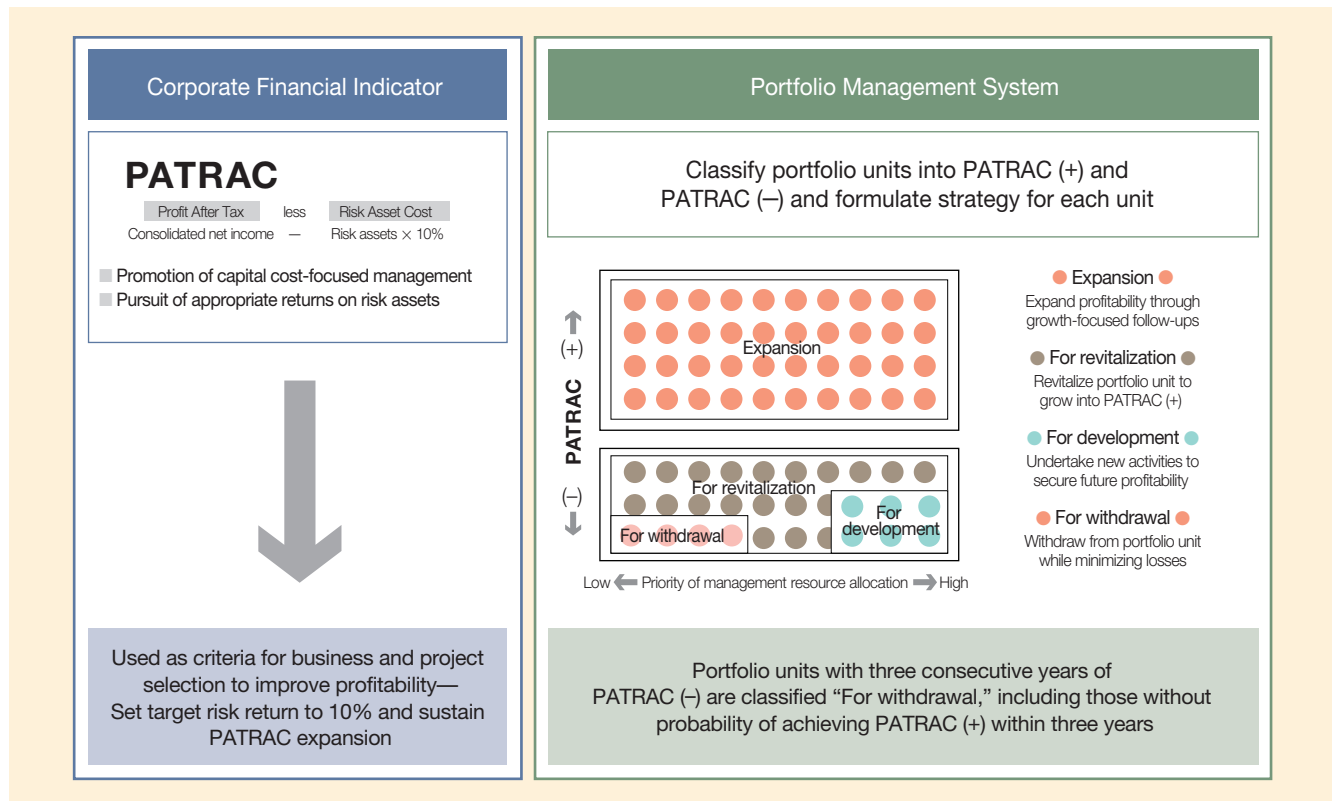 Corporate Financial Indicator
PATRAC
Profit After Tax less Risk Asset Cost
Consolidated net income — Risk assets × 10%
Promotion of capital cost-focused management
Pursuit of appropriate returns on risk assets
Used as criteria for business and project
selection to improve profitability—
Set target risk return to 10% and sustain
PATRAC expansion
Portfolio Management System
Classify portfolio units into PATRAC (+) and
PATRAC (–) and formulate strategy for each unit
(+)
PATRAC
(–)
Expansion
For revitalization
For withdrawal
For
development
Low Priority of management resource allocation High
Expansion
Expand profitability through
growth-focused follow-ups
For revitalization
Revitalize portfolio unit to
grow into PATRAC (+)
For development
Undertake new activities to
secure future profitability
For withdrawal
Withdraw from portfolio unit
while minimizing losses
Portfolio units with three consecutive years of
PATRAC (–) are classified “For withdrawal,” including those without
probability of achieving PATRAC (+) within three years